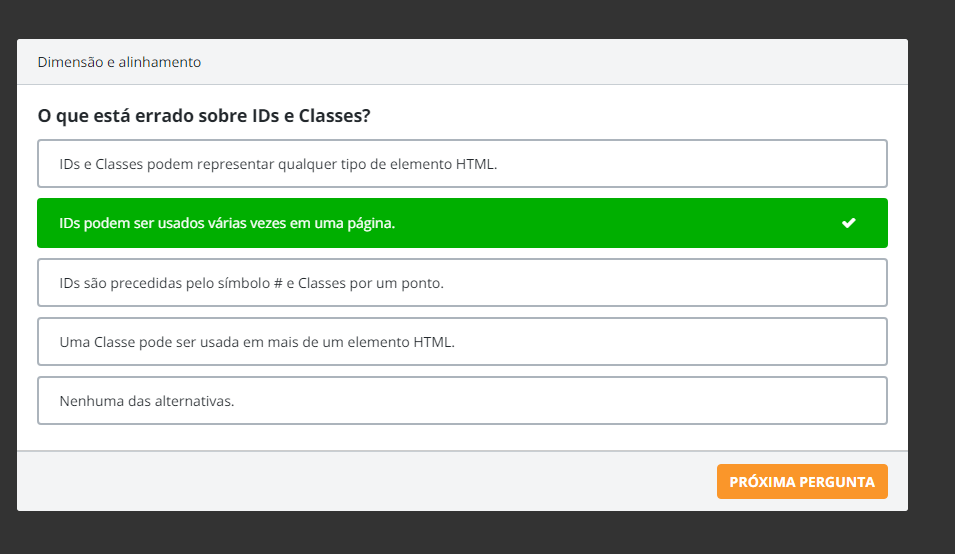 Dimensão e alinhamento
O que está errado sobre IDs e Classes?
IDs e Classes podem representar qualquer tipo de elemento HTML.
IDs podem ser usados várias vezes em uma página.
IDs são precedidas pelo símbolo # e Classes por um ponto.
Uma Classe pode ser usada em mais de um elemento HTML.
Nenhuma das alternativas.
PRÓXIMA PERGUNTA